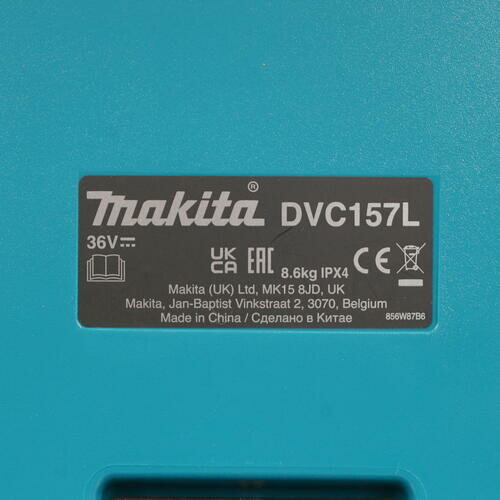 makita® DVC157L
36V⎓
UK CA EAC 8.6kg IPX4 CE
Makita (UK) Ltd, MK15 8JD, UK
Makita, Jan-Baptist Vinkstraat 2, 3070, Belgium
Made in China / Сделано в Китае 856W87B6